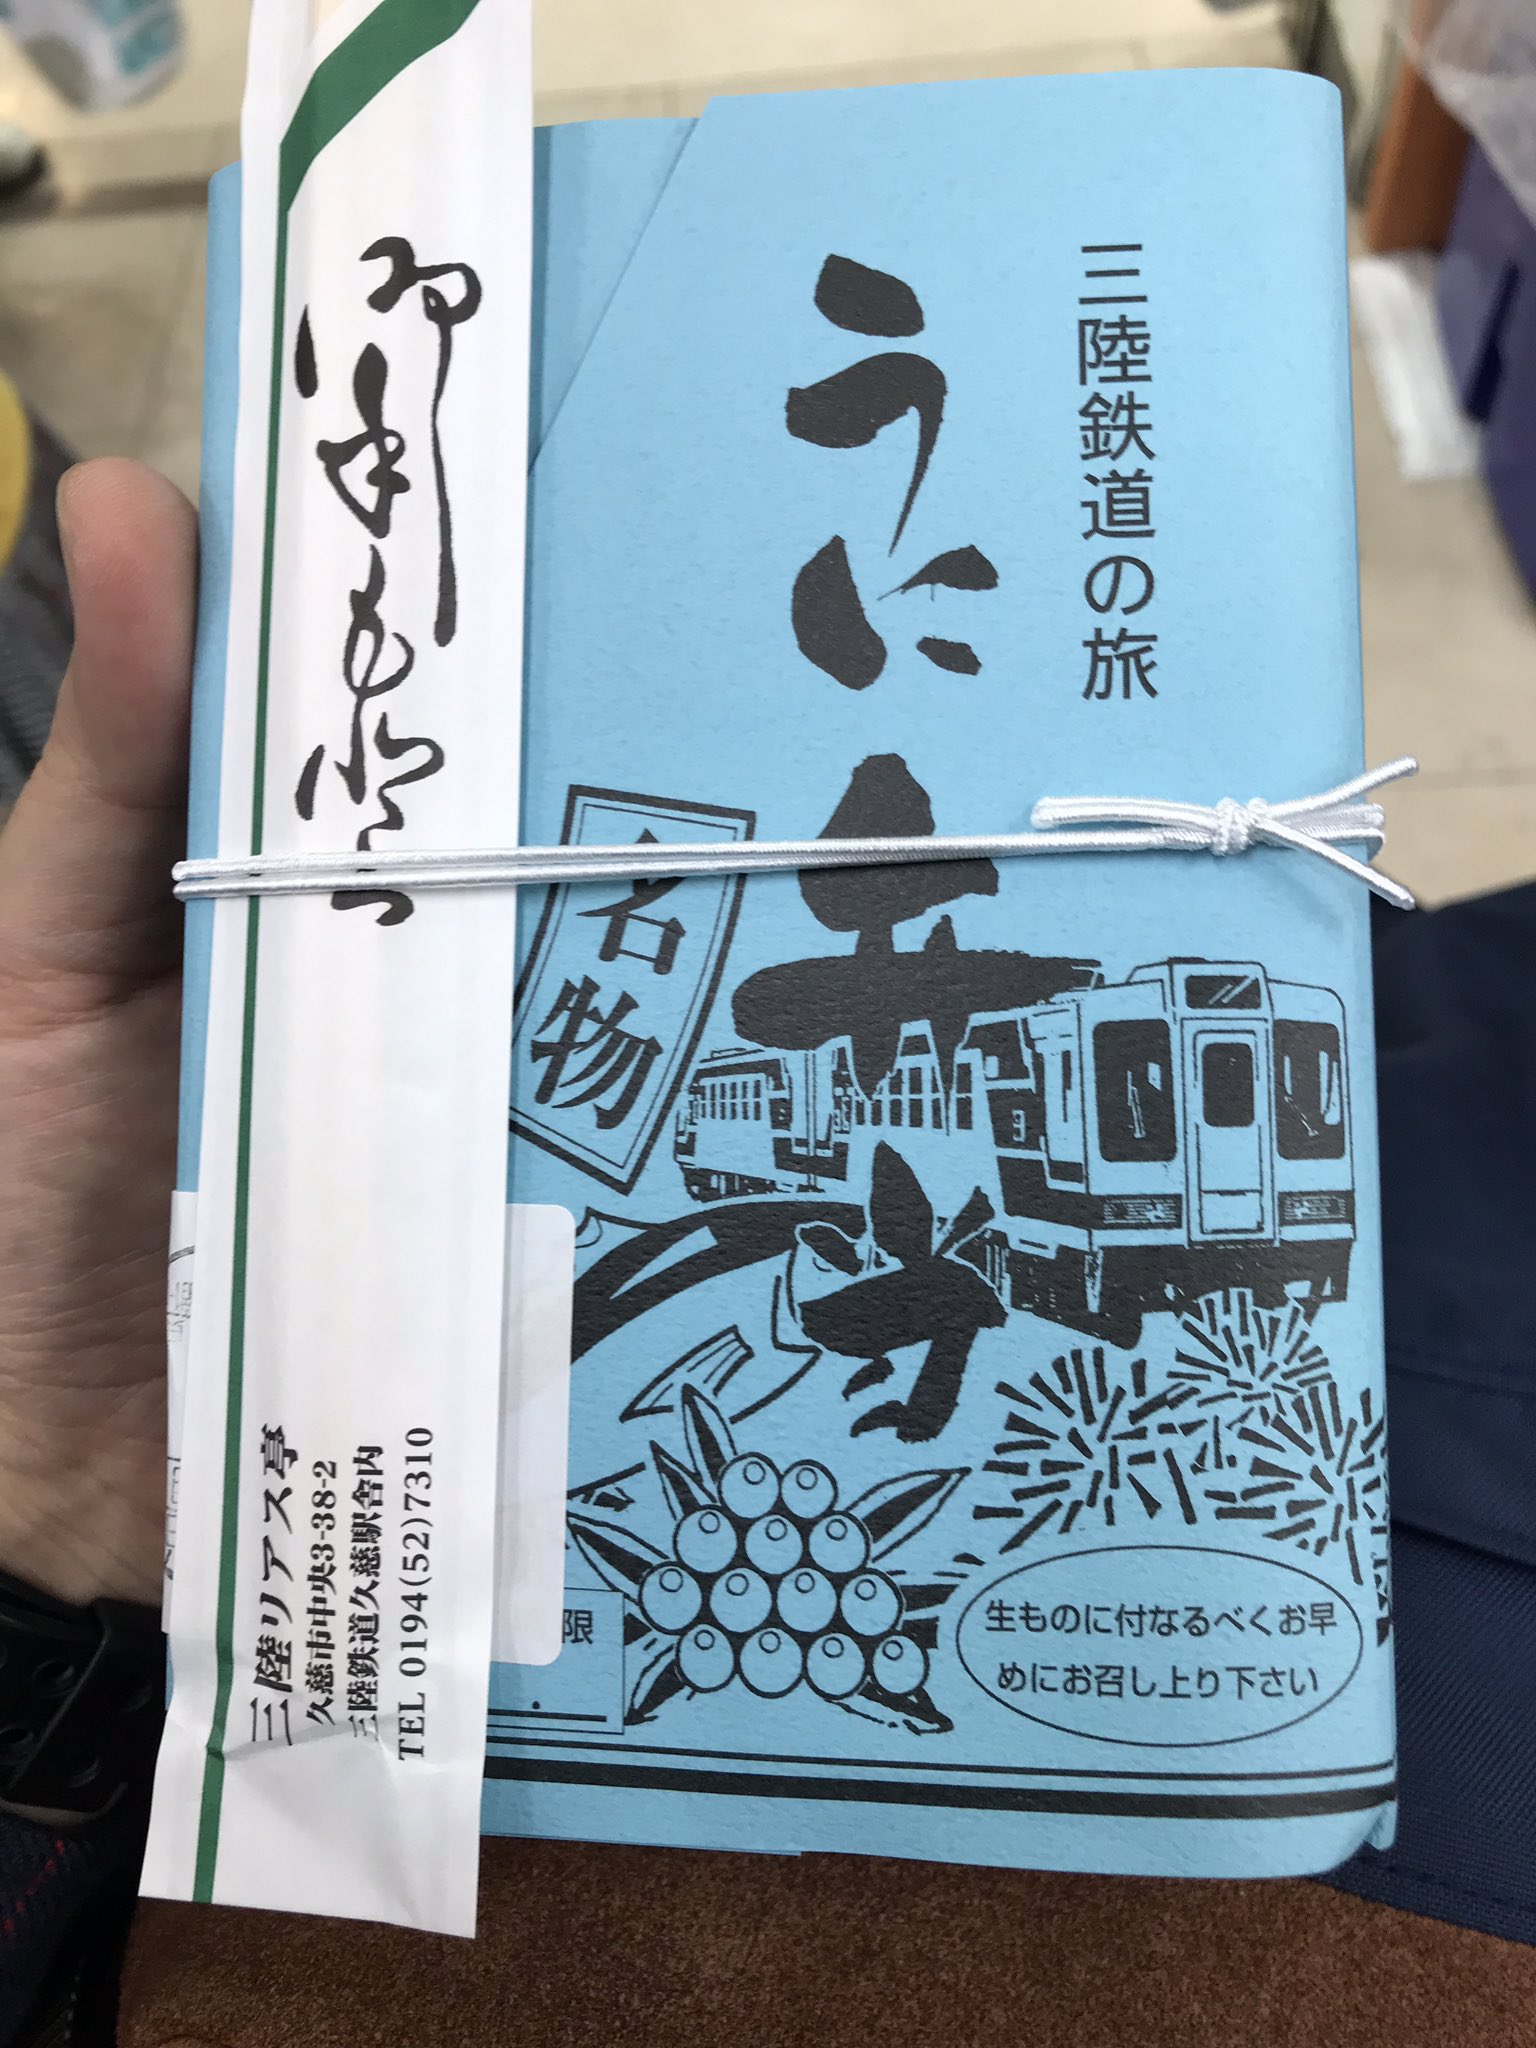 三陸鉄道の旅
うに弁当
名物
御手もと
三陸リアス亭
久慈市中央3-38-2
三陸鉄道久慈駅舎内
TEL 0194(52)7310
限
生ものに付なるべくお早
めにお召し上り下さい